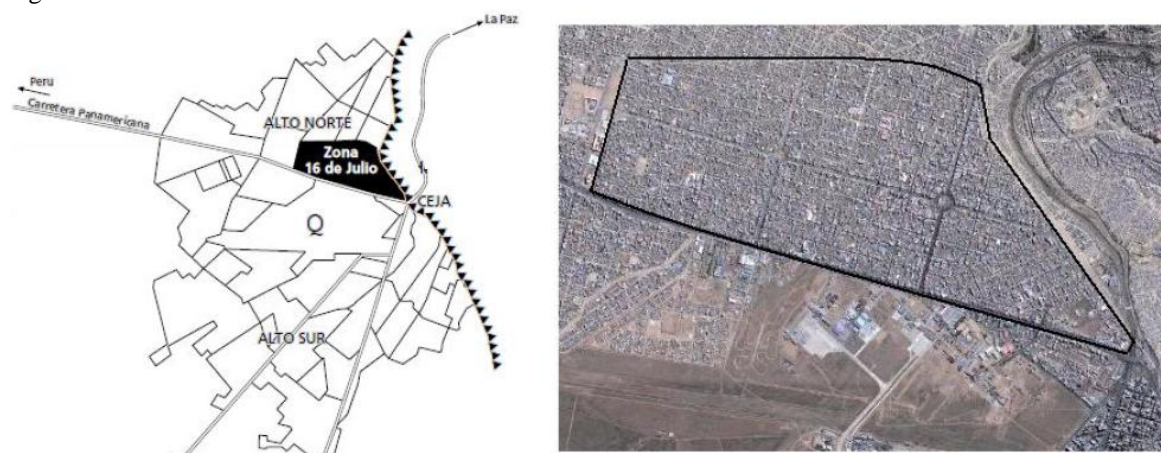 La Paz
Peru
Carretera Panamericana
ALTO NORTE
Zona
16 de Julio
CEJA
Q
ALTO SUR